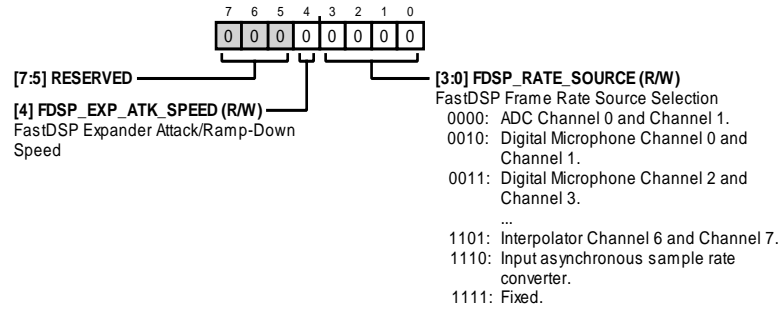 7 6 5 4 3 2 1 0
0 0 0 0 0 0 0 0
[7:5] RESERVED
[4] FDSP_EXP_ATK_SPEED (R/W)
FastDSP Expander Attack/Ramp-Down
Speed
[3:0] FDSP_RATE_SOURCE (R/W)
FastDSP Frame Rate Source Selection
0000: ADC Channel 0 and Channel 1.
0010: Digital Microphone Channel 0 and
Channel 1.
0011: Digital Microphone Channel 2 and
Channel 3.
...
1101: Interpolator Channel 6 and Channel 7.
1110: Input asynchronous sample rate
converter.
1111: Fixed.